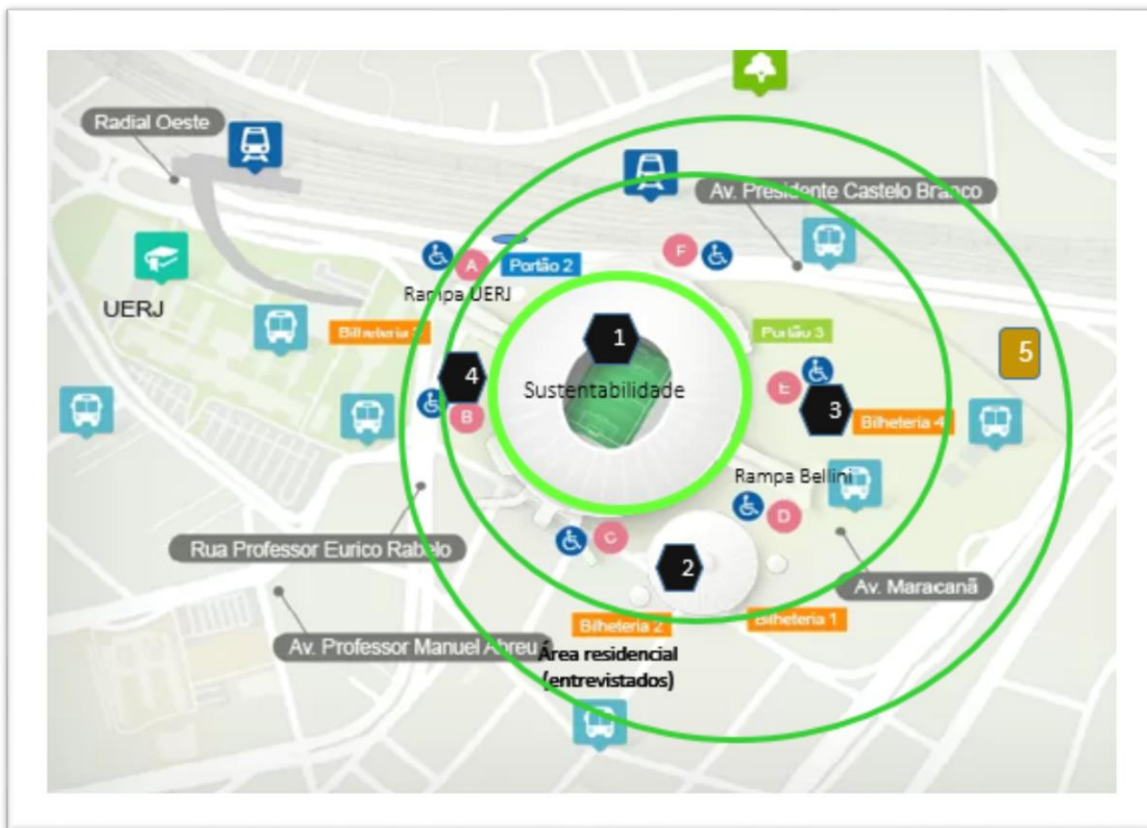 Radial Oeste
Av. Presidente Castelo Branco
F
A
Portão 2
Rampa UERJ
UERJ
Bilheteria 3
Portão 3
1
5
4
Sustentabilidade
E
3
B
Bilheteria 4
Rampa Bellini
D
C
Rua Professor Eurico Rabelo
2
Av. Maracanã
Bilheteria 2
Bilheteria 1
Av. Professor Manuel Abreu
Área residencial
(entrevistados)